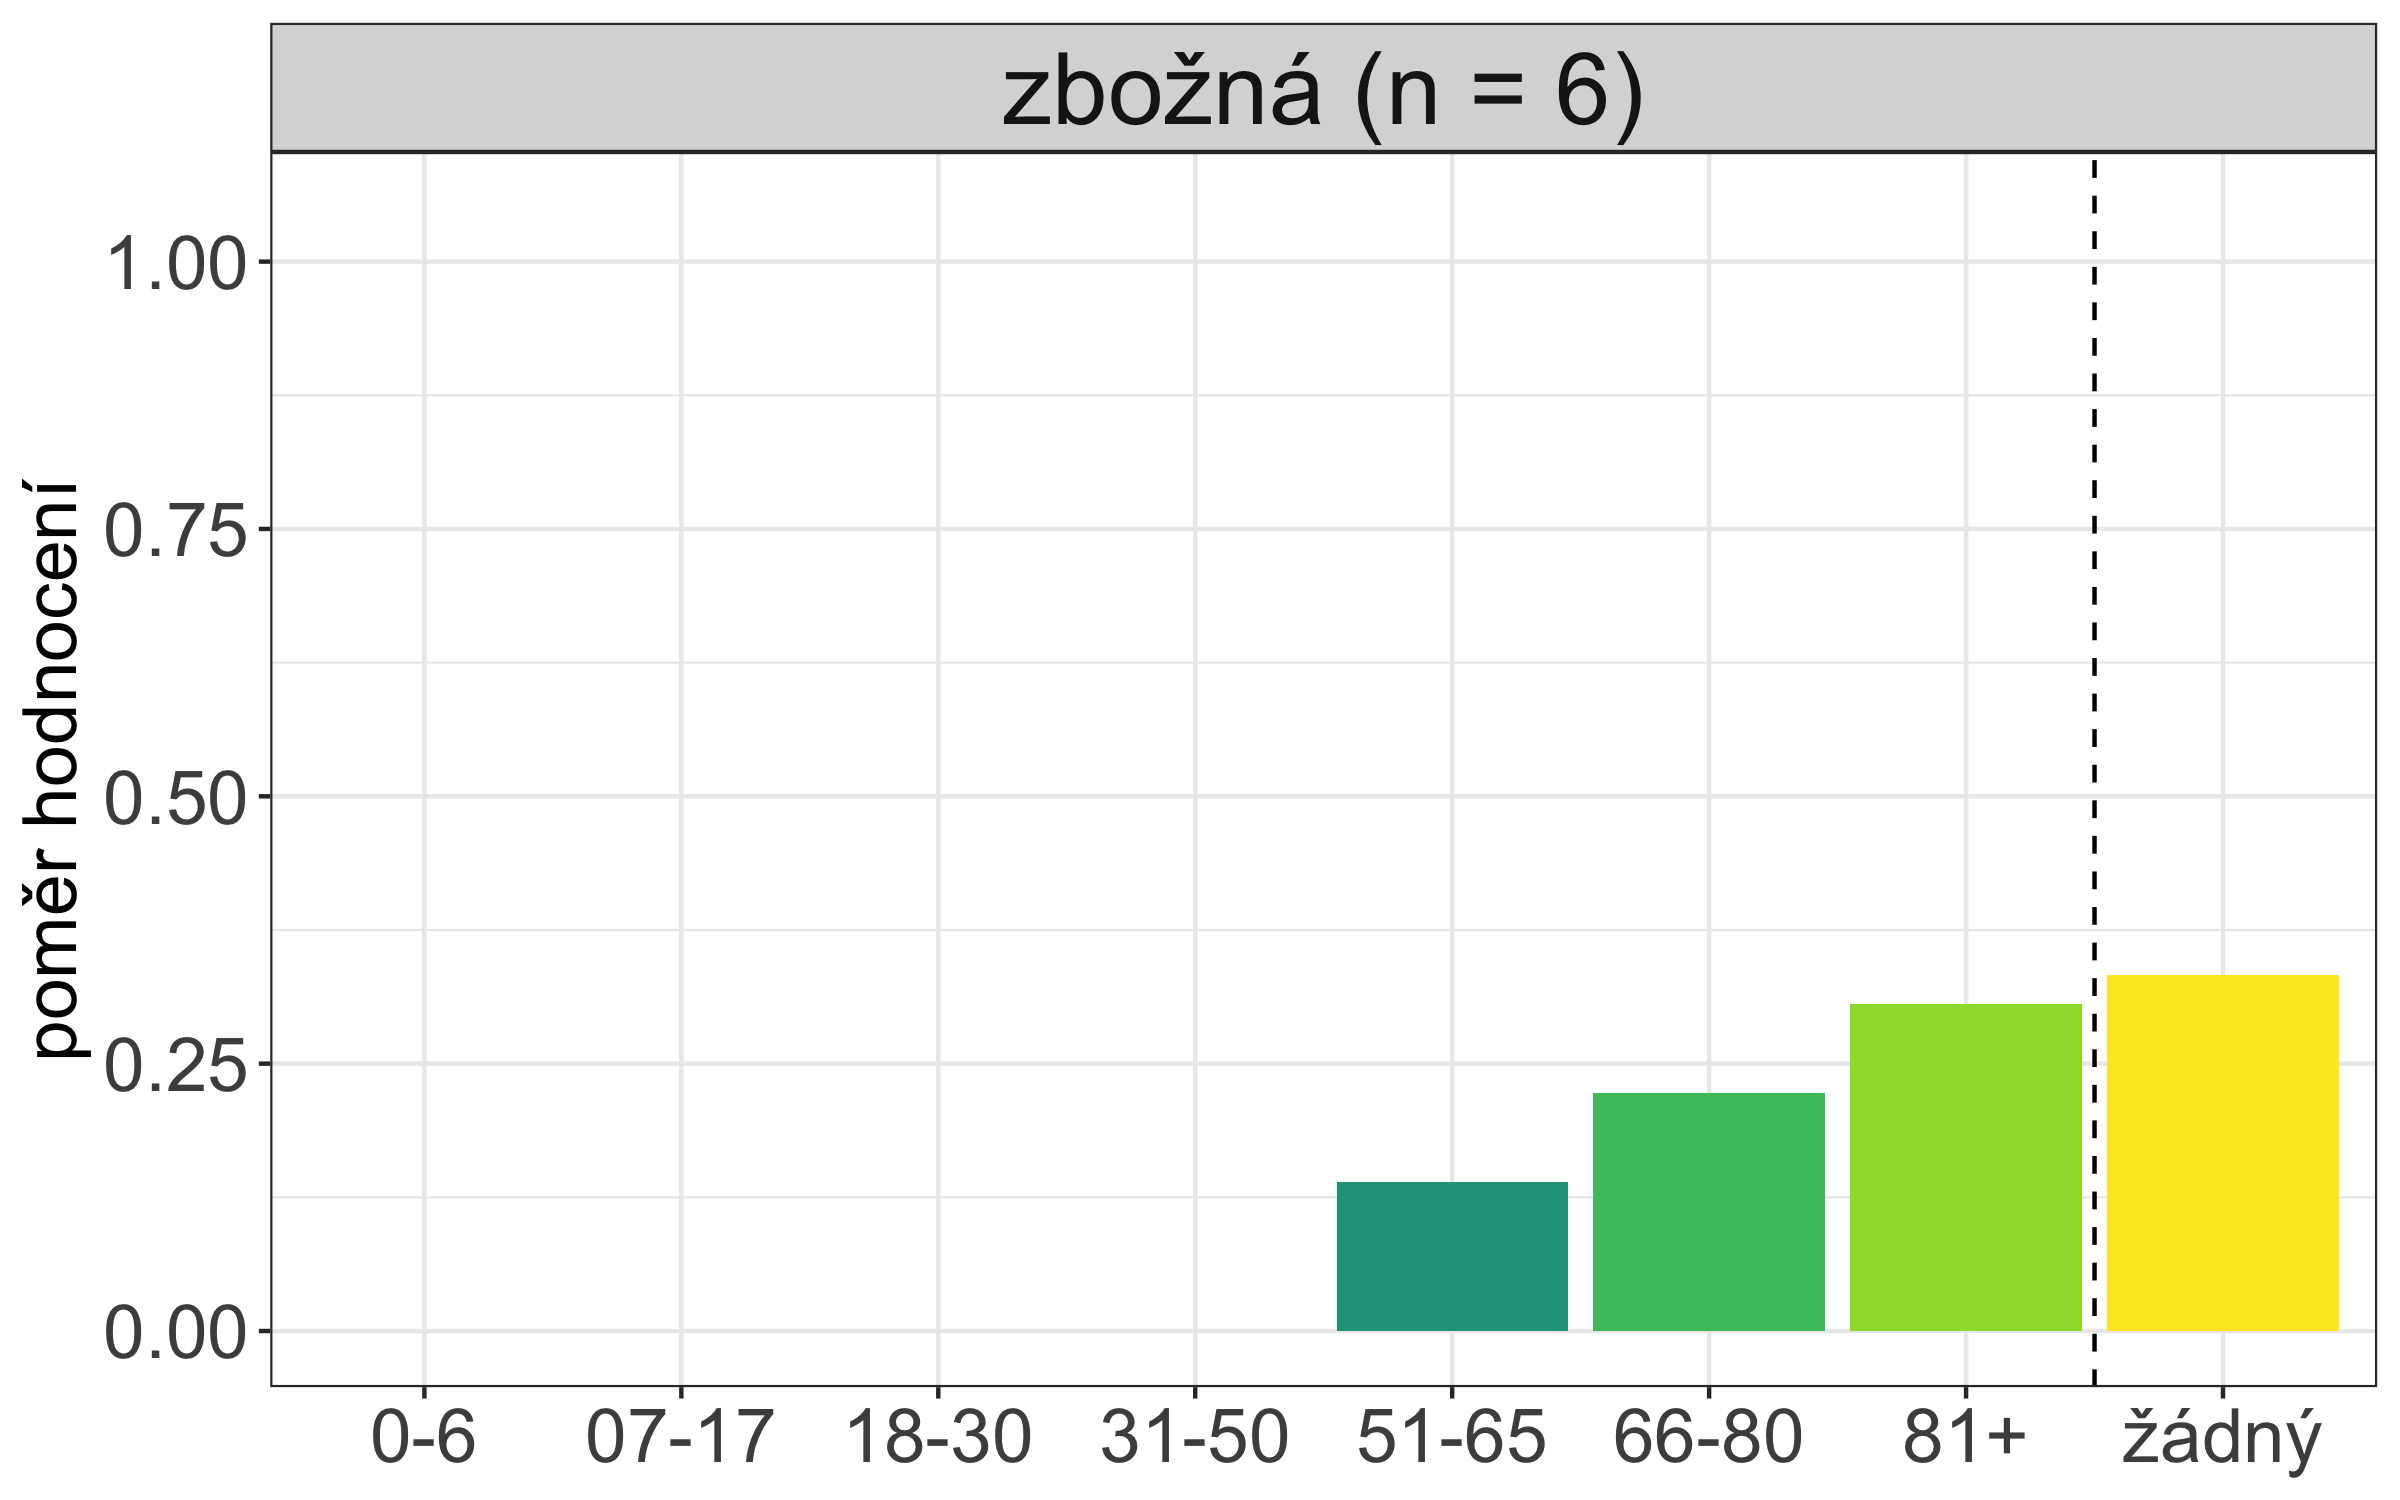 zbožná (n = 6)
poměr hodnocení
1.00
0.75
0.50
0.25
0.00
0-6 07-17 18-30 31-50 51-65 66-80 81+ žádný